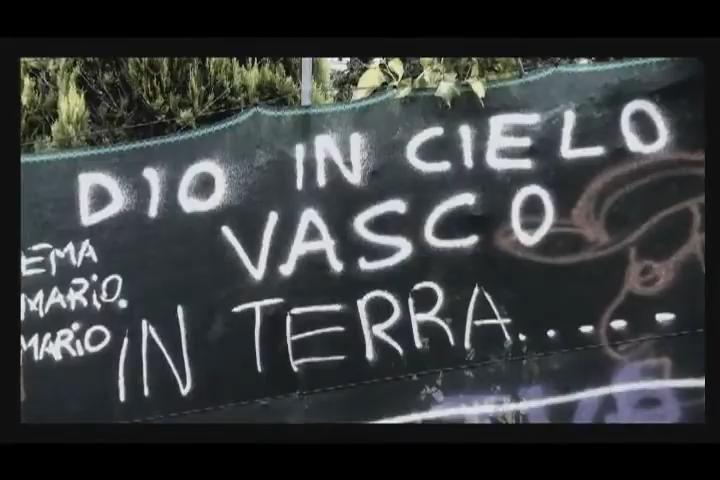 DIO IN CIELO
VASCO
IN TERRA.....
EMA
MARiO.
MARiO